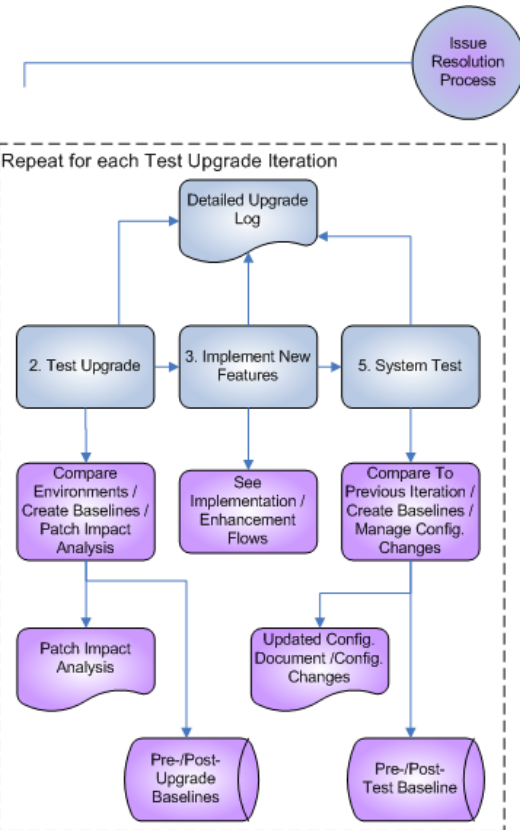 Issue
Resolution
Process
Repeat for each Test Upgrade Iteration
Detailed Upgrade
Log
2. Test Upgrade
3. Implement New
Features
5. System Test
Compare
Environments /
Create Baselines /
Patch Impact
Analysis
See
Implementation /
Enhancement
Flows
Compare To
Previous Iteration /
Create Baselines /
Manage Config.
Changes
Patch Impact
Analysis
Updated Config.
Document /Config.
Changes
Pre-/Post-
Upgrade
Baselines
Pre-/Post-
Test Baseline